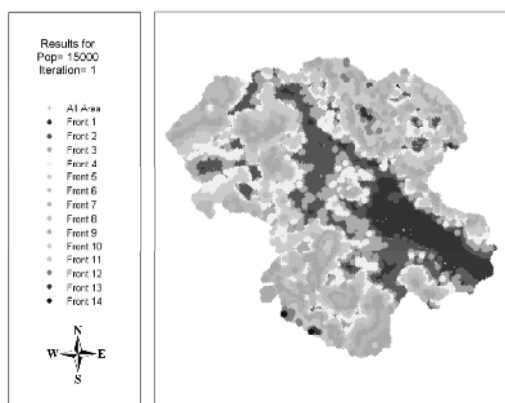 Results for
Pop= 15000
Iteration= 1
All Area
Front 1
Front 2
Front 3
Front 4
Front 5
Front 6
Front 7
Front 8
Front 9
Front 10
Front 11
Front 12
Front 13
Front 14
N
W E
S